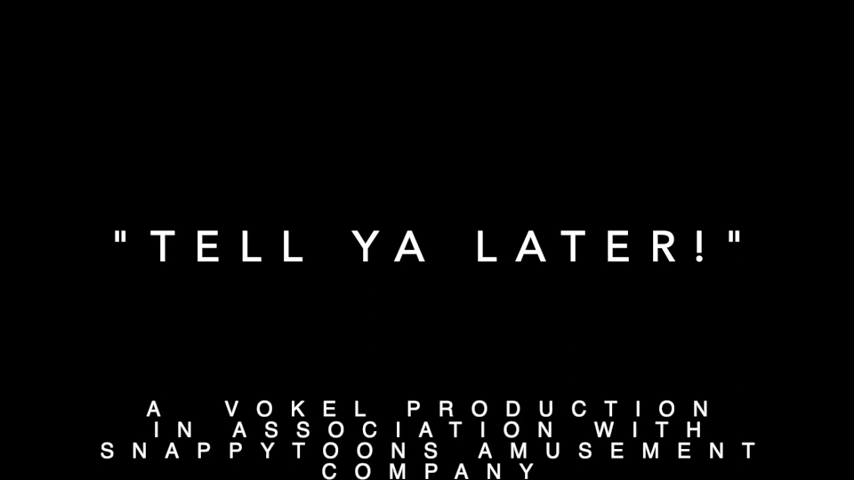 "TELL YA LATER!"
A VOKEL PRODUCTION
IN ASSOCIATION WITH
SNAPPYTOONS AMUSEMENT
COMPANY